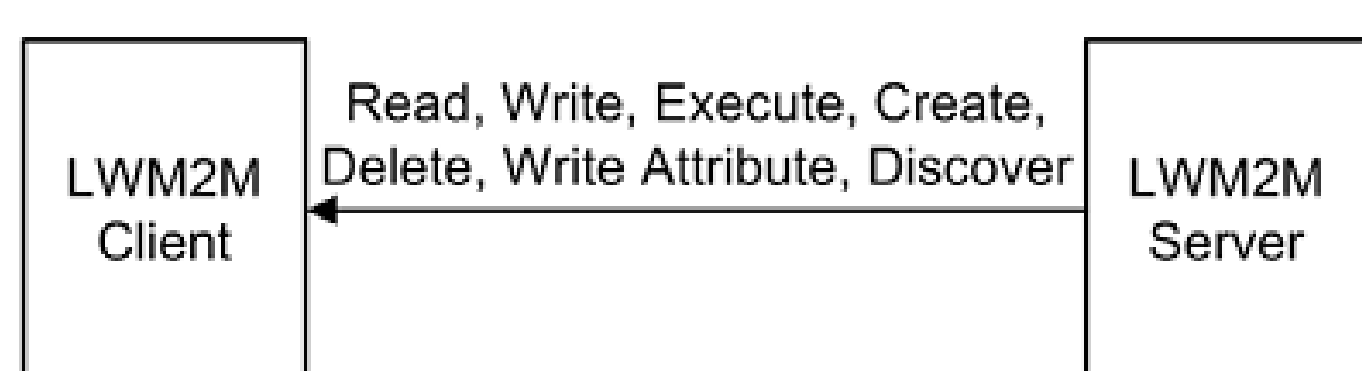 LWM2M
Client
Read, Write, Execute, Create,
Delete, Write Attribute, Discover
LWM2M
Server